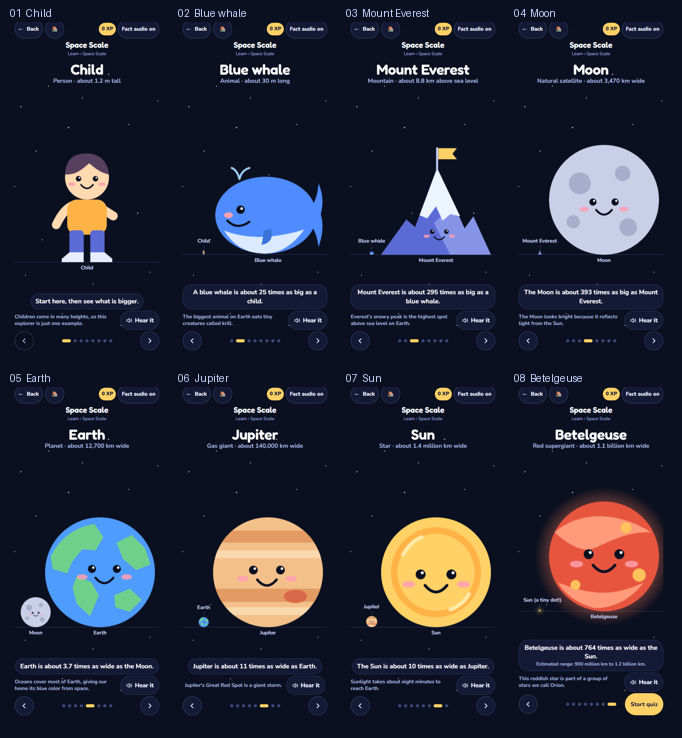 01 Child
← Back
0 XP
Fact audio on
Space Scale
Learn › Space Scale
Child
Person · about 1.2 m tall
Child
Start here, then see what is bigger.
Children come in many heights, so this
explorer is just one example.
Hear it
02 Blue whale
← Back
0 XP
Fact audio on
Space Scale
Learn › Space Scale
Blue whale
Animal · about 30 m long
Child
Blue whale
A blue whale is about 25 times as big as a
child.
The biggest animal on Earth eats tiny
creatures called krill.
Hear it
03 Mount Everest
← Back
0 XP
Fact audio on
Space Scale
Learn › Space Scale
Mount Everest
Mountain · about 8.8 km above sea level
Blue whale
Mount Everest
Mount Everest is about 295 times as big as a
blue whale.
Everest's snowy peak is the highest spot
above sea level on Earth.
Hear it
04 Moon
← Back
0 XP
Fact audio on
Space Scale
Learn › Space Scale
Moon
Natural satellite · about 3,470 km wide
Mount Everest
Moon
The Moon is about 393 times as big as Mount
Everest.
The Moon looks bright because it reflects
light from the Sun.
Hear it
05 Earth
← Back
0 XP
Fact audio on
Space Scale
Learn › Space Scale
Earth
Planet · about 12,700 km wide
Moon
Earth
Earth is about 3.7 times as wide as the Moon.
Oceans cover most of Earth, giving our
home its blue color from space.
Hear it
06 Jupiter
← Back
0 XP
Fact audio on
Space Scale
Learn › Space Scale
Jupiter
Gas giant · about 140,000 km wide
Earth
Jupiter
Jupiter is about 11 times as wide as Earth.
Jupiter's Great Red Spot is a giant storm.
Hear it
07 Sun
← Back
0 XP
Fact audio on
Space Scale
Learn › Space Scale
Sun
Star · about 1.4 million km wide
Jupiter
Sun
The Sun is about 10 times as wide as Jupiter.
Sunlight takes about eight minutes to
reach Earth.
Hear it
08 Betelgeuse
← Back
0 XP
Fact audio on
Space Scale
Learn › Space Scale
Betelgeuse
Red supergiant · about 1.1 billion km wide
Sun (a tiny dot!)
Betelgeuse
Betelgeuse is about 764 times as wide as the
Sun.
Estimated range: 900 million km to 1.2 billion km.
This reddish star is part of a group of
stars we call Orion.
Hear it
Start quiz